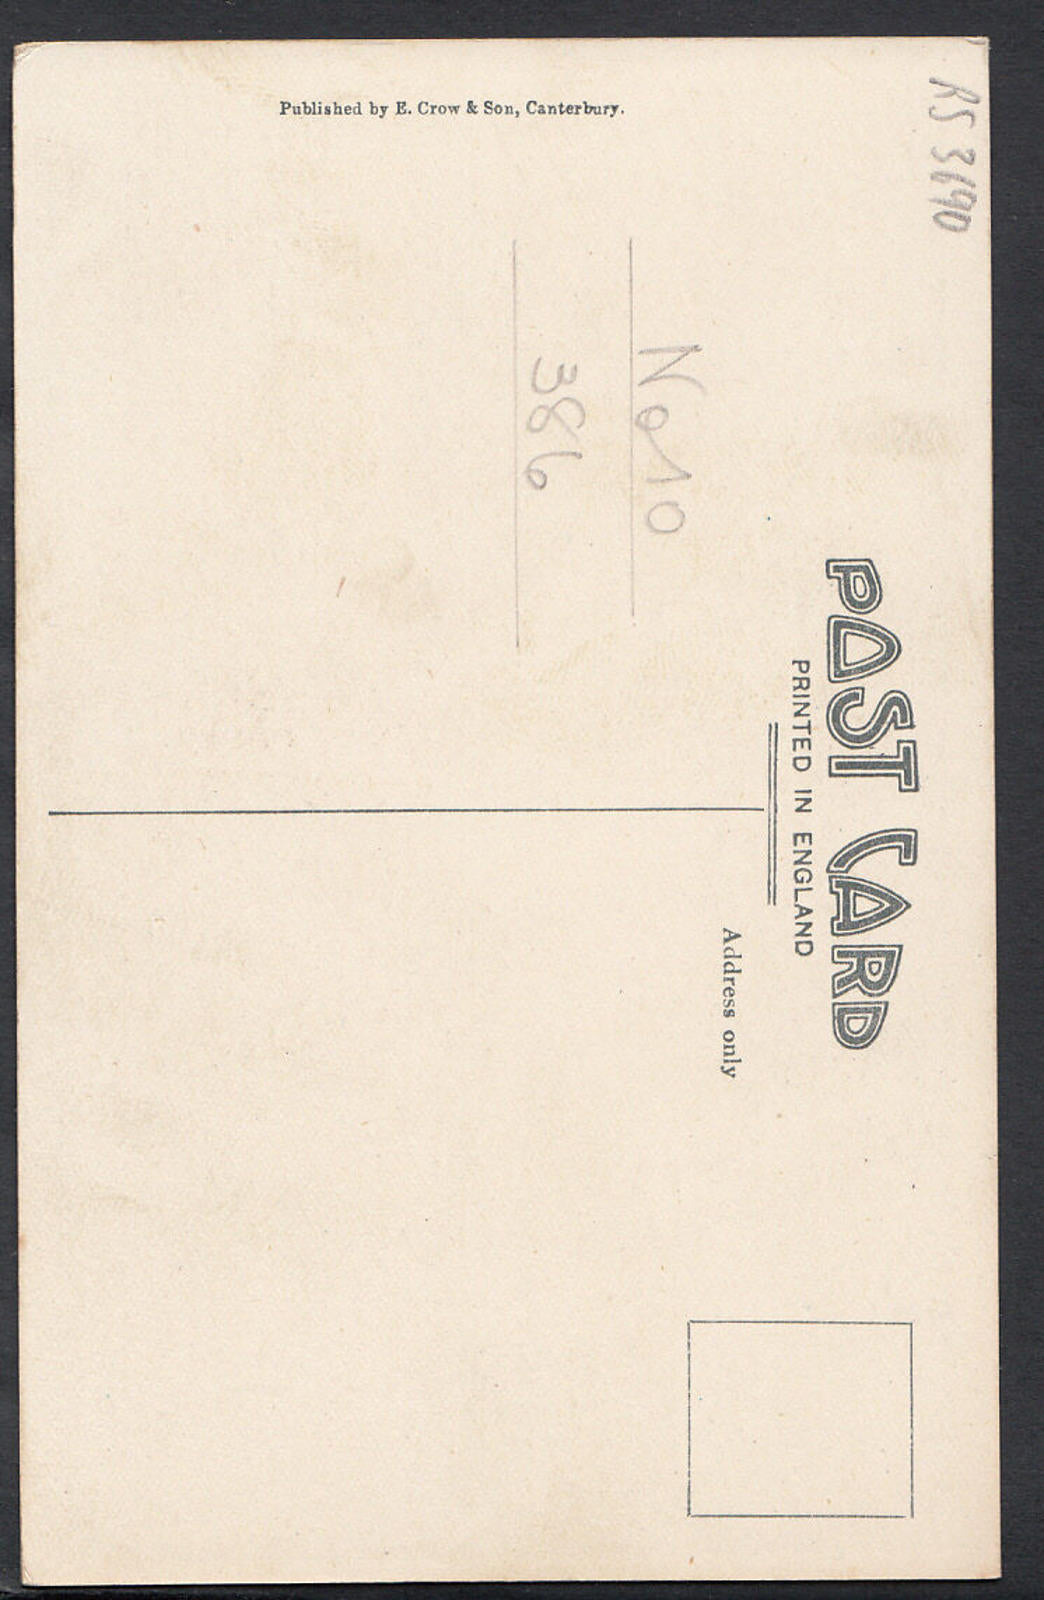 Published by E. Crow & Son, Canterbury.
RS 3690
POST CARD
PRINTED IN ENGLAND
Address only
No 10
386